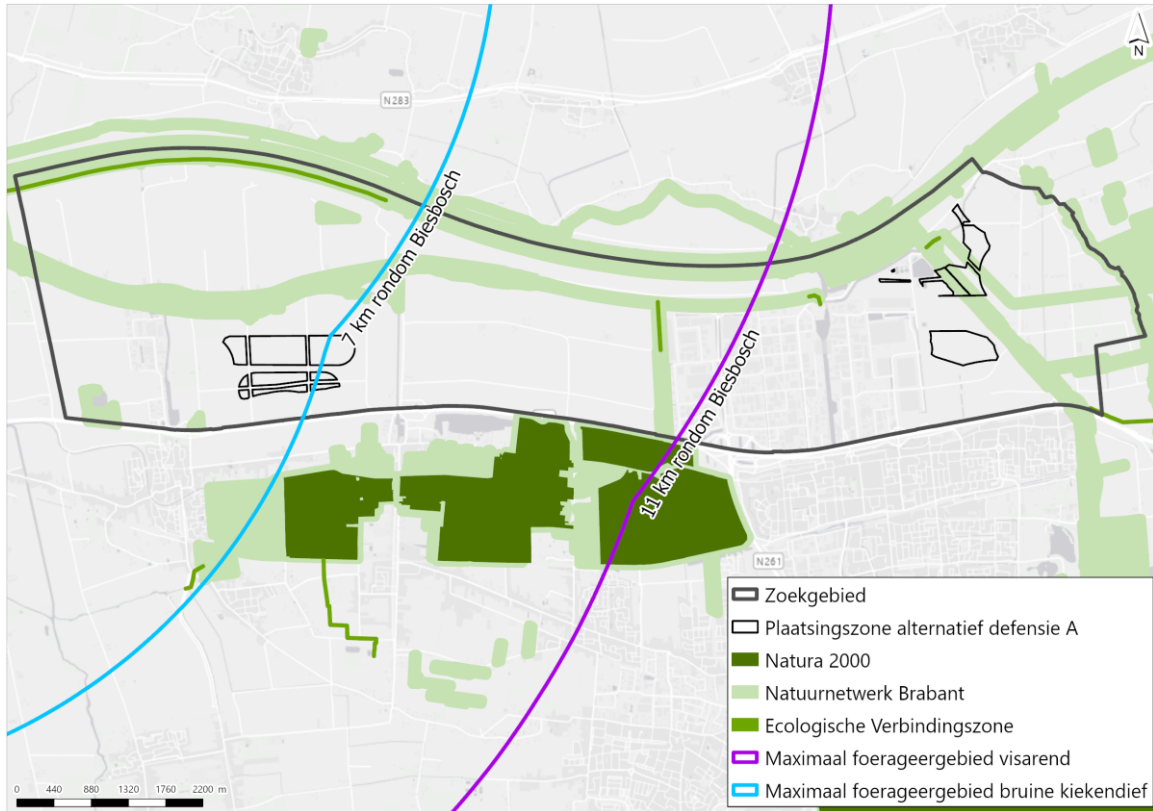 N
N283
7 km rondom Biesbosch
11 km rondom Biesbosch
N261
Zoekgebied
Plaatsingszone alternatief defensie A
Natura 2000
Natuurnetwerk Brabant
Ecologische Verbindingszone
Maximaal foerageergebied visarend
Maximaal foerageergebied bruine kiekendief
0 440 880 1320 1760 2200 m